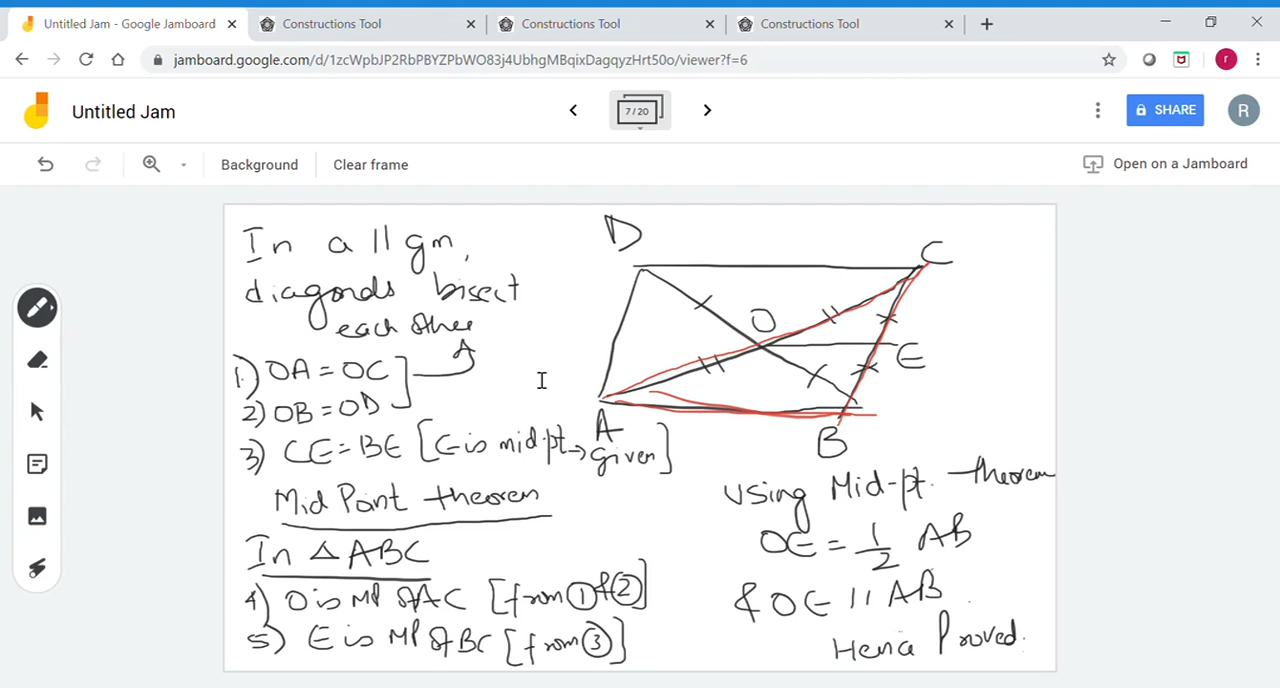 Untitled Jam - Google Jamboard
Constructions Tool
Constructions Tool
Constructions Tool
jamboard.google.com/d/1zcWpbJP2RbPBYZPbWO83j4UbhgMBqixDagqyzHrt50o/viewer?f=6
r
Untitled Jam
7/20
SHARE
R
Background
Clear frame
Open on a Jamboard
In a || gm,
diagonals bisect
each other
1) OA = OC
2) OB = OD
3) CE = BE [E is mid-pt → given]
Mid Point theorem
In △ ABC
4) O is MP of AC [from ① & ②]
5) E is MP of BC [from ③]
D
C
O
E
A
B
Using Mid-pt. theorem
OE = 1/2 AB
& OE || AB
Hence Proved.